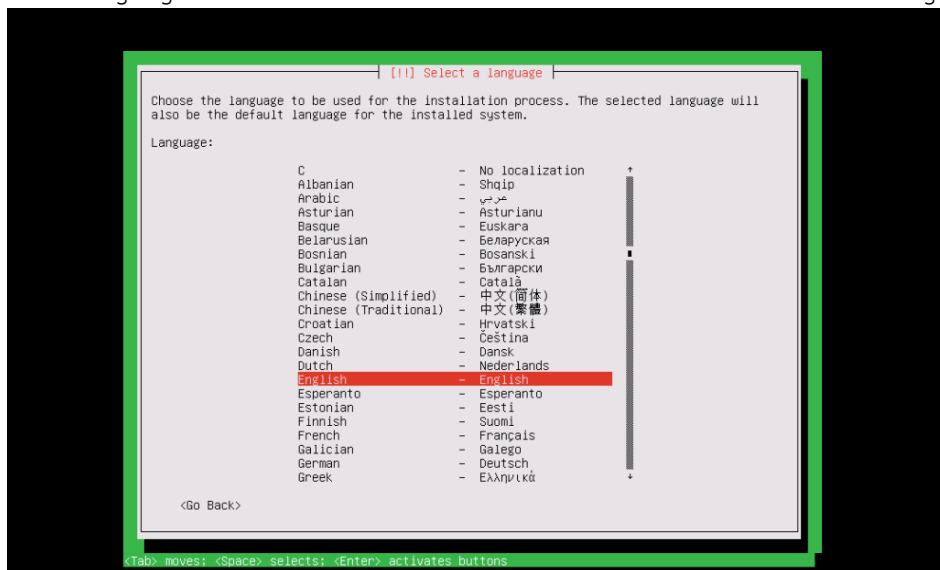 [!!] Select a language
Choose the language to be used for the installation process. The selected language will
also be the default language for the installed system.
Language:
C - No localization
Albanian - Shqip
Arabic - عربي
Asturian - Asturianu
Basque - Euskara
Belarusian - Беларуская
Bosnian - Bosanski
Bulgarian - Български
Catalan - Català
Chinese (Simplified) - 中文(简体)
Chinese (Traditional) - 中文(繁體)
Croatian - Hrvatski
Czech - Čeština
Danish - Dansk
Dutch - Nederlands
English - English
Esperanto - Esperanto
Estonian - Eesti
Finnish - Suomi
French - Français
Galician - Galego
German - Deutsch
Greek - Ελληνικά
<Go Back>
<Tab> moves; <Space> selects; <Enter> activates buttons